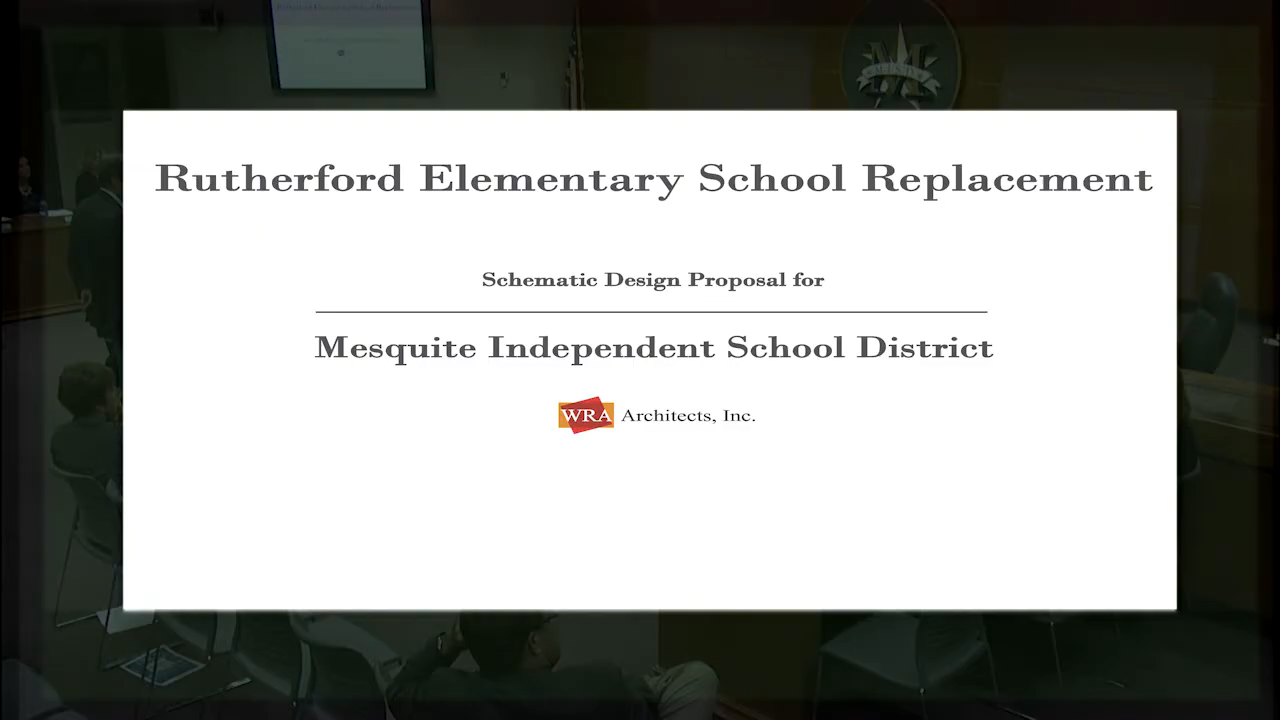 Rutherford Elementary School Replacement
Schematic Design Proposal for
Mesquite Independent School District
WRA Architects, Inc.